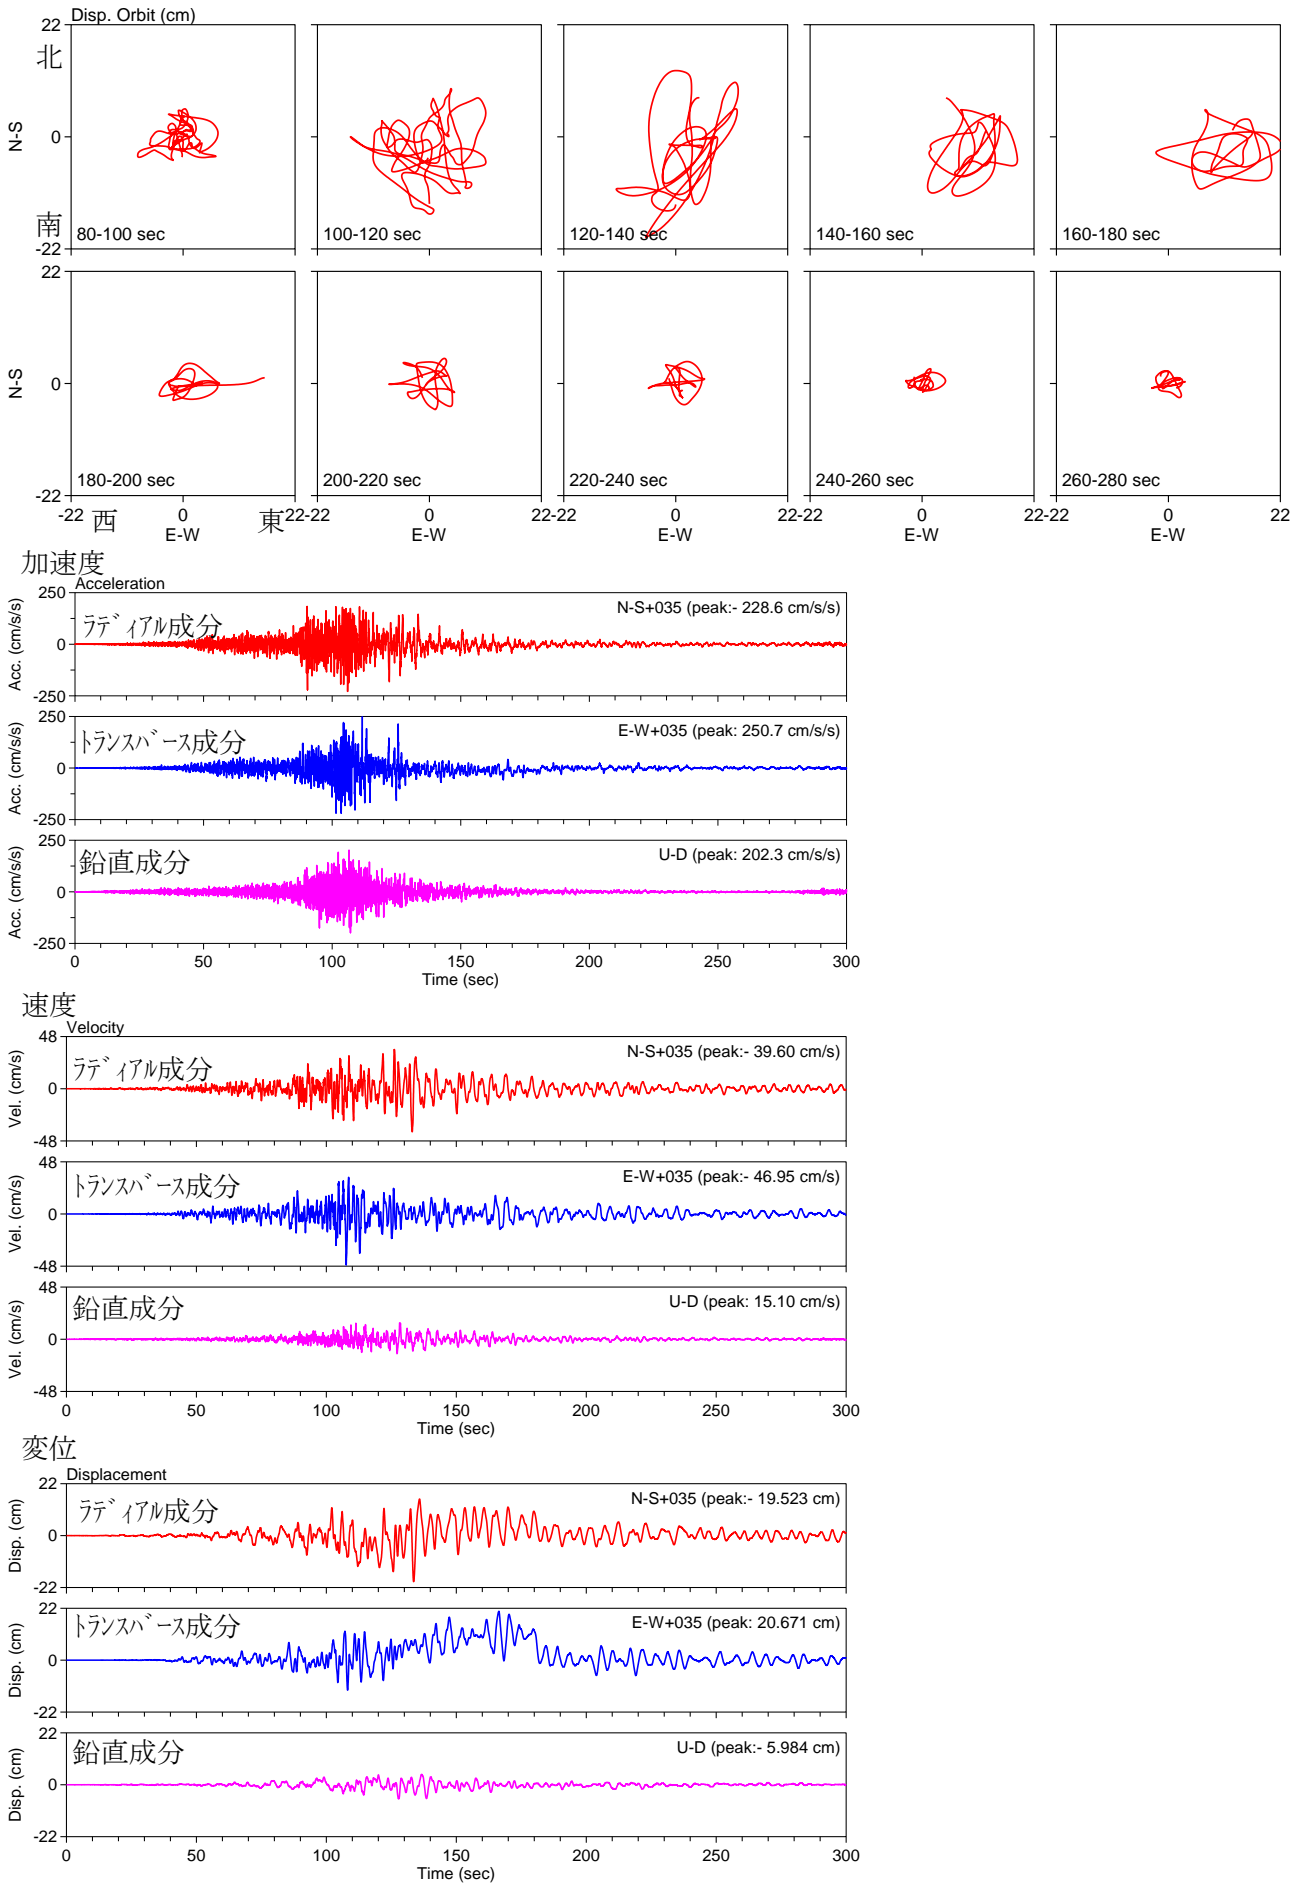 Disp. Orbit (cm)
22
北
N-S
0
南
-22
80-100 sec
100-120 sec
120-140 sec
140-160 sec
160-180 sec
22
N-S
0
-22
180-200 sec
200-220 sec
220-240 sec
240-260 sec
260-280 sec
-22 西 0 東 22 -22 0 22 -22 0 22 -22 0 22 -22 0 22
E-W E-W E-W E-W E-W
加速度
Acceleration
250
ラディアル成分
N-S+035 (peak:- 228.6 cm/s/s)
Acc. (cm/s/s)
0
-250
250
トランスバース成分
E-W+035 (peak: 250.7 cm/s/s)
Acc. (cm/s/s)
0
-250
250
鉛直成分
U-D (peak: 202.3 cm/s/s)
Acc. (cm/s/s)
0
-250
0 50 100 150 200 250 300
Time (sec)
速度
Velocity
48
ラディアル成分
N-S+035 (peak:- 39.60 cm/s)
Vel. (cm/s)
0
-48
48
トランスバース成分
E-W+035 (peak:- 46.95 cm/s)
Vel. (cm/s)
0
-48
48
鉛直成分
U-D (peak: 15.10 cm/s)
Vel. (cm/s)
0
-48
0 50 100 150 200 250 300
Time (sec)
変位
Displacement
22
ラディアル成分
N-S+035 (peak:- 19.523 cm)
Disp. (cm)
0
-22
22
トランスバース成分
E-W+035 (peak: 20.671 cm)
Disp. (cm)
0
-22
22
鉛直成分
U-D (peak:- 5.984 cm)
Disp. (cm)
0
-22
0 50 100 150 200 250 300
Time (sec)